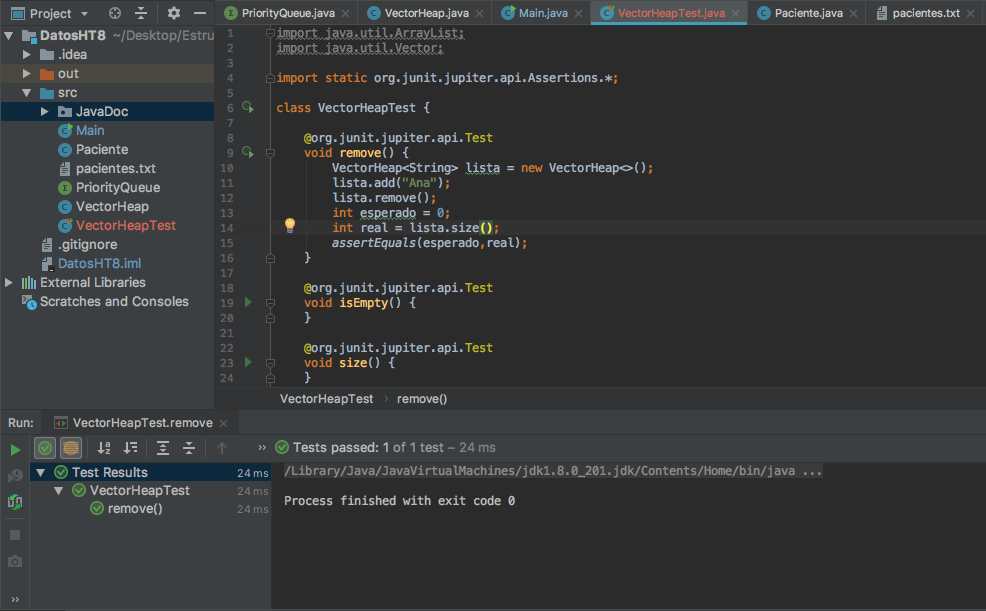 Project
PriorityQueue.java
VectorHeap.java
Main.java
VectorHeapTest.java
Paciente.java
pacientes.txt
DatosHT8 ~/Desktop/Estru
.idea
out
src
JavaDoc
Main
Paciente
pacientes.txt
PriorityQueue
VectorHeap
VectorHeapTest
.gitignore
DatosHT8.iml
External Libraries
Scratches and Consoles
1 import java.util.ArrayList;
2 import java.util.Vector;
3
4 import static org.junit.jupiter.api.Assertions.*;
5
6 class VectorHeapTest {
7
8 @org.junit.jupiter.api.Test
9 void remove() {
10 VectorHeap<String> lista = new VectorHeap<>();
11 lista.add("Ana");
12 lista.remove();
13 int esperado = 0;
14 int real = lista.size();
15 assertEquals(esperado,real);
16 }
17
18 @org.junit.jupiter.api.Test
19 void isEmpty() {
20 }
21
22 @org.junit.jupiter.api.Test
23 void size() {
24 }
VectorHeapTest › remove()
Run: VectorHeapTest.remove
» Tests passed: 1 of 1 test – 24 ms
Test Results 24 ms
VectorHeapTest 24 ms
remove() 24 ms
/Library/Java/JavaVirtualMachines/jdk1.8.0_201.jdk/Contents/Home/bin/java ...
Process finished with exit code 0